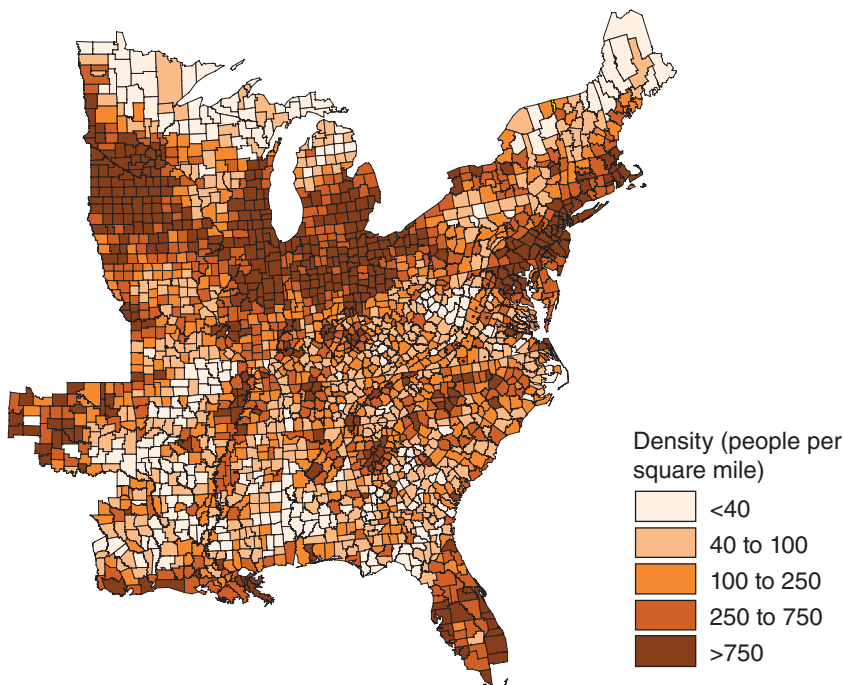 Density (people per
square mile)
<40
40 to 100
100 to 250
250 to 750
>750